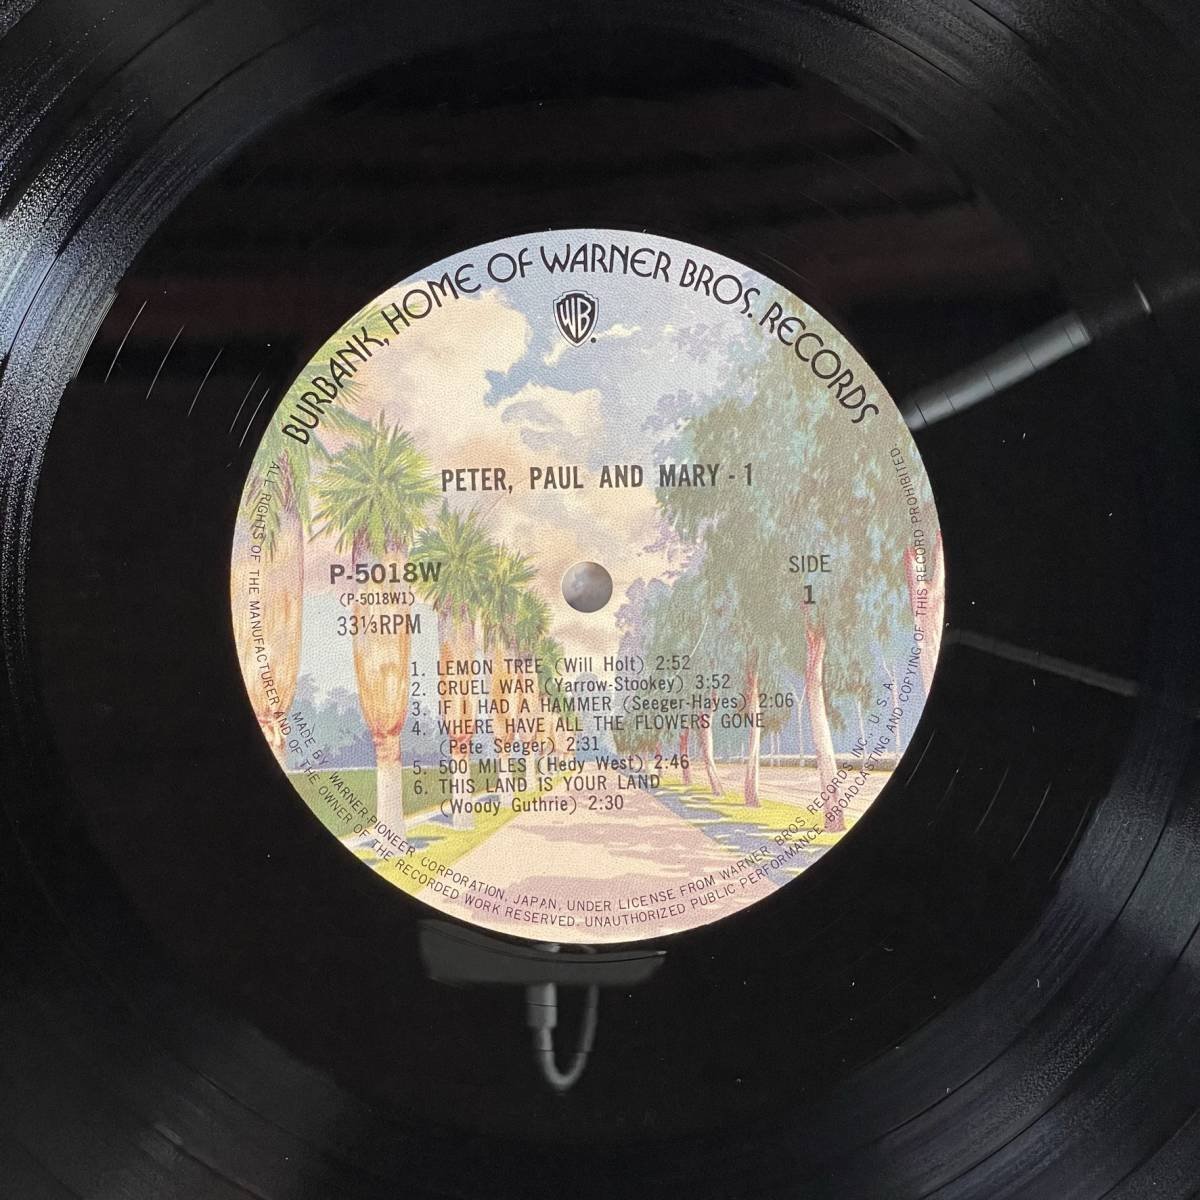 BURBANK, HOME OF WARNER BROS. RECORDS
WB
PETER, PAUL AND MARY - 1
P-5018W
(P-5018W1)
33⅓RPM
SIDE
1
1. LEMON TREE (Will Holt) 2:52
2. CRUEL WAR (Yarrow-Stookey) 3:52
3. IF I HAD A HAMMER (Seeger-Hayes) 2:06
4. WHERE HAVE ALL THE FLOWERS GONE
(Pete Seeger) 2:31
5. 500 MILES (Hedy West) 2:46
6. THIS LAND IS YOUR LAND
(Woody Guthrie) 2:30
MADE BY WARNER-PIONEER CORPORATION, JAPAN, UNDER LICENSE FROM WARNER BROS. RECORDS INC., U. S. A.
ALL RIGHTS OF THE MANUFACTURER AND OF THE OWNER OF THE RECORDED WORK RESERVED. UNAUTHORIZED PUBLIC PERFORMANCE, BROADCASTING AND COPYING OF THIS RECORD PROHIBITED.